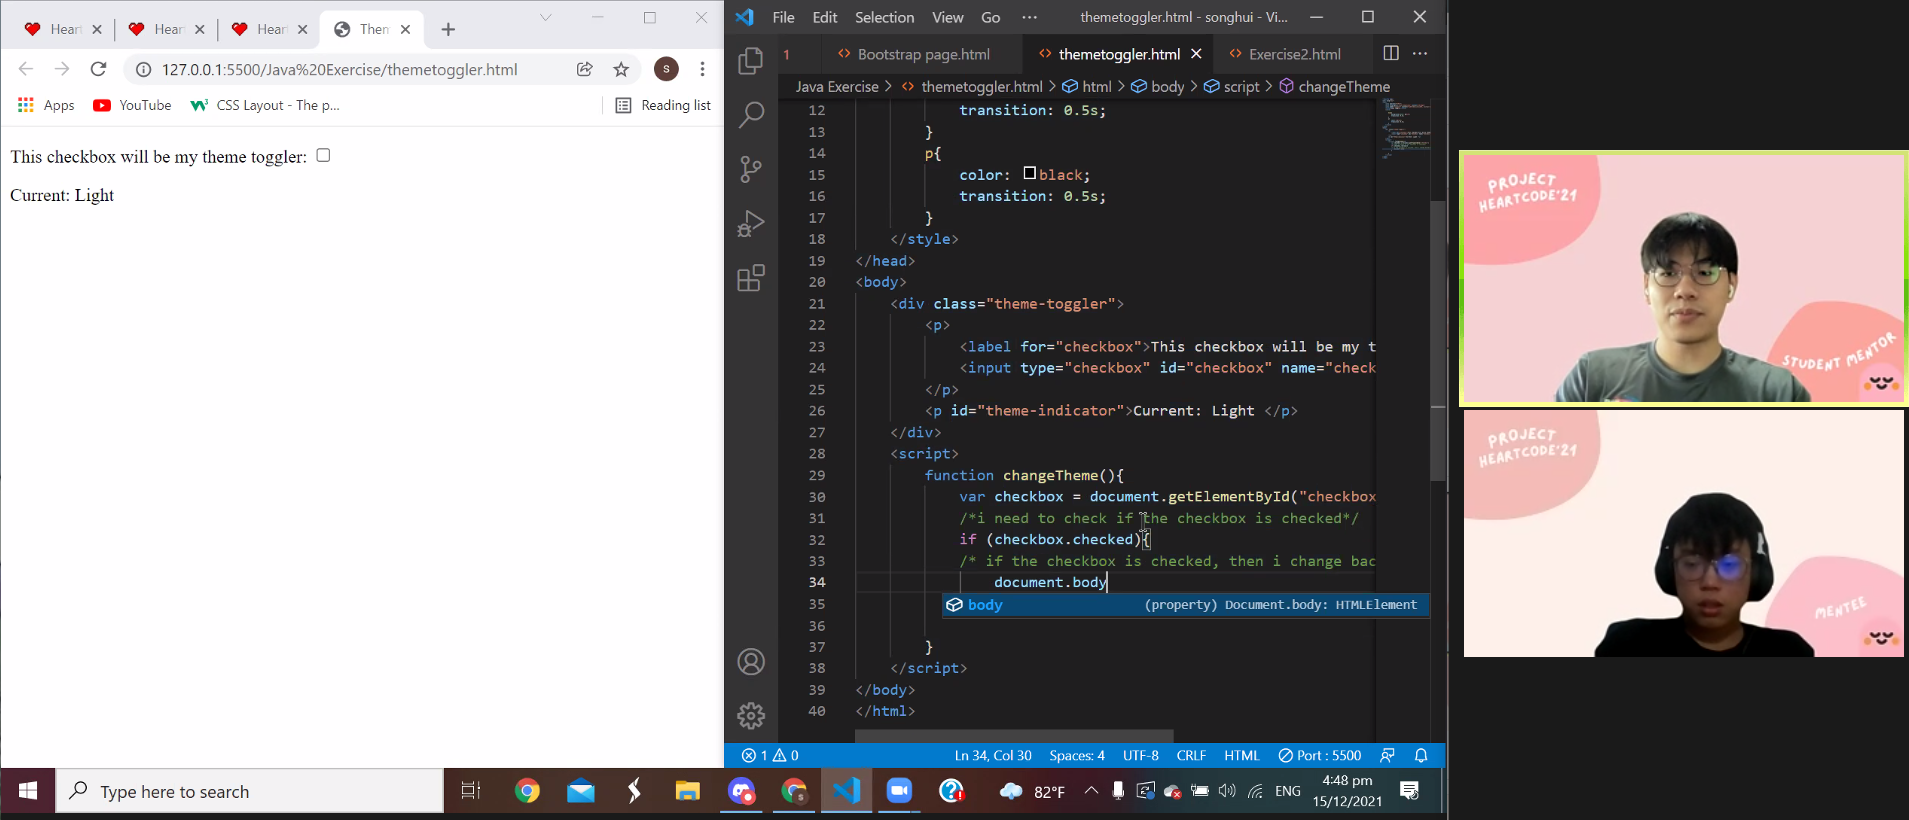 Hear
Hear
Hear
Them
127.0.0.1:5500/Java%20Exercise/themetoggler.html
S
Apps
YouTube
CSS Layout - The p...
Reading list
This checkbox will be my theme toggler:
Current: Light
File Edit Selection View Go ··· themetoggler.html - songhui - Vi...
1 Bootstrap page.html themetoggler.html Exercise2.html ···
Java Exercise > themetoggler.html > html > body > script > changeTheme
12 transition: 0.5s;
13 }
14 p{
15 color: black;
16 transition: 0.5s;
17 }
18 </style>
19 </head>
20 <body>
21 <div class="theme-toggler">
22 <p>
23 <label for="checkbox">This checkbox will be my t
24 <input type="checkbox" id="checkbox" name="check
25 </p>
26 <p id="theme-indicator">Current: Light </p>
27 </div>
28 <script>
29 function changeTheme(){
30 var checkbox = document.getElementById("checkbox
31 /*i need to check if the checkbox is checked*/
32 if (checkbox.checked){
33 /* if the checkbox is checked, then i change bac
34 document.body
35 body (property) Document.body: HTMLElement
36
37 }
38 </script>
39 </body>
40 </html>
1 0 Ln 34, Col 30 Spaces: 4 UTF-8 CRLF HTML Port : 5500
Type here to search
82°F
ENG
4:48 pm
15/12/2021
PROJECT
HEARTCODE'21
STUDENT MENTOR
PROJECT
HEARTCODE'21
MENTEE